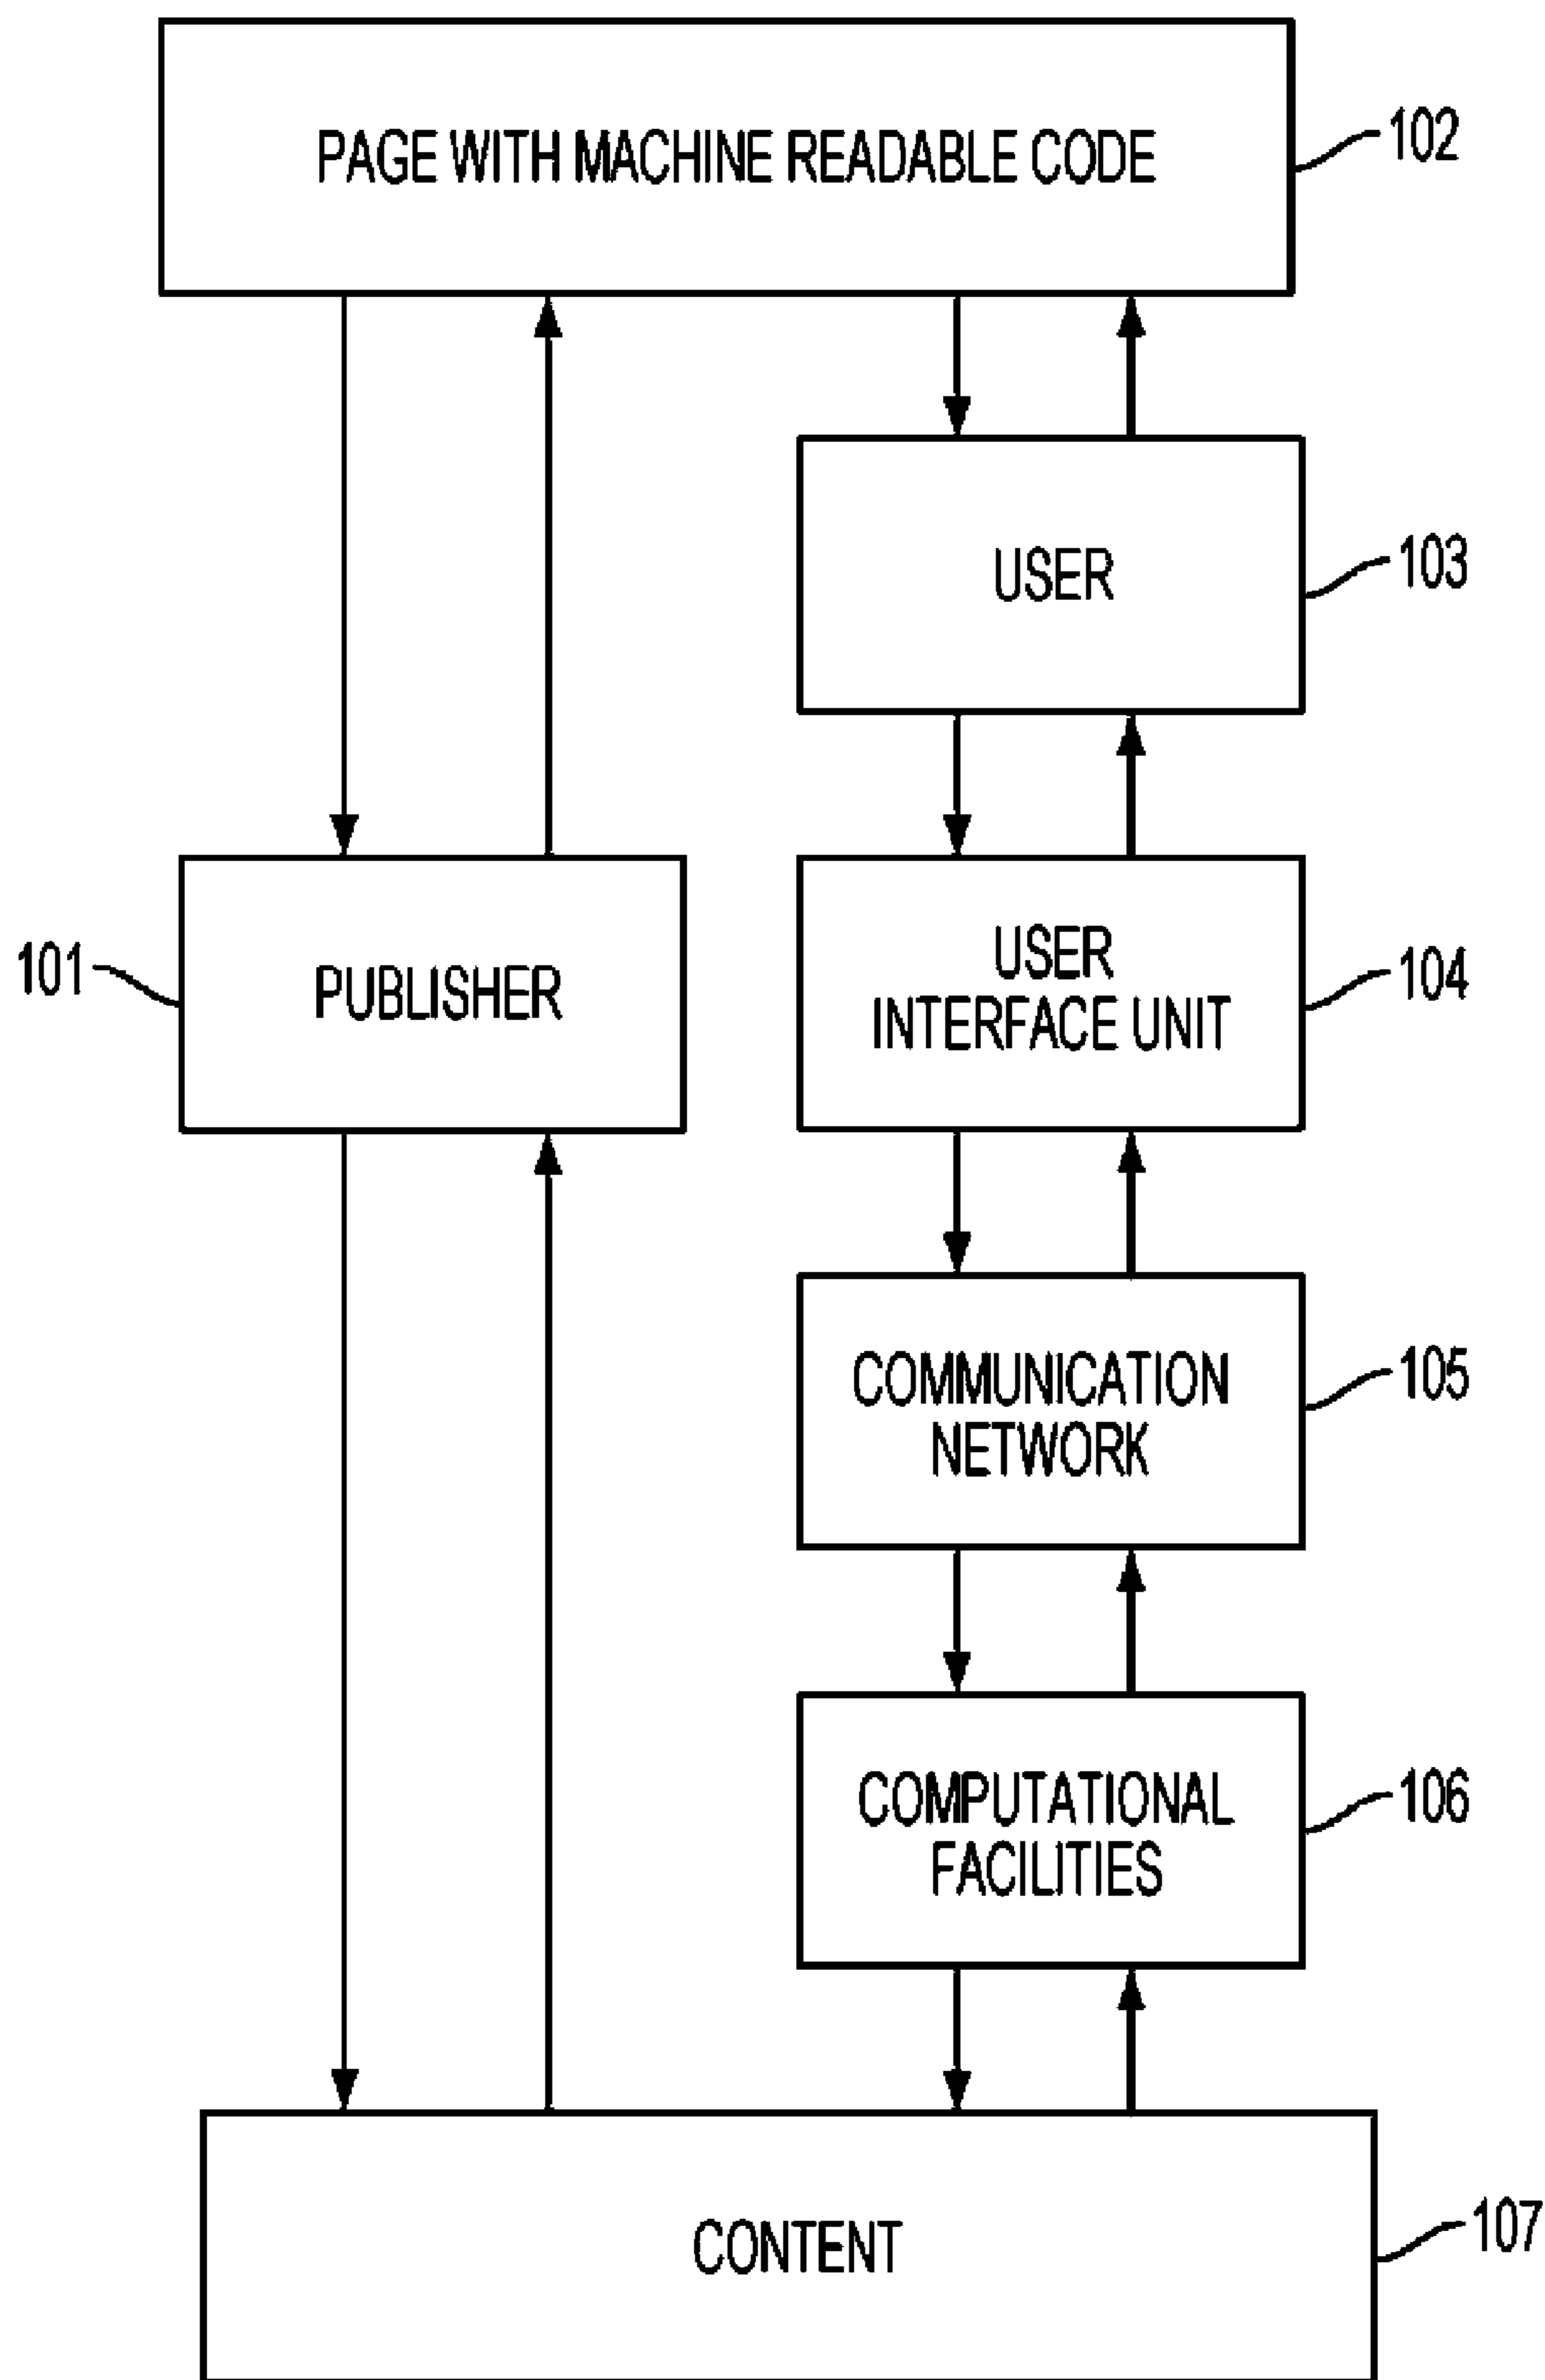 PAGE WITH MACHINE READABLE CODE
102
USER
103
101
PUBLISHER
USER
INTERFACE UNIT
104
COMMUNICATION
NETWORK
105
COMPUTATIONAL
FACILITIES
106
CONTENT
107